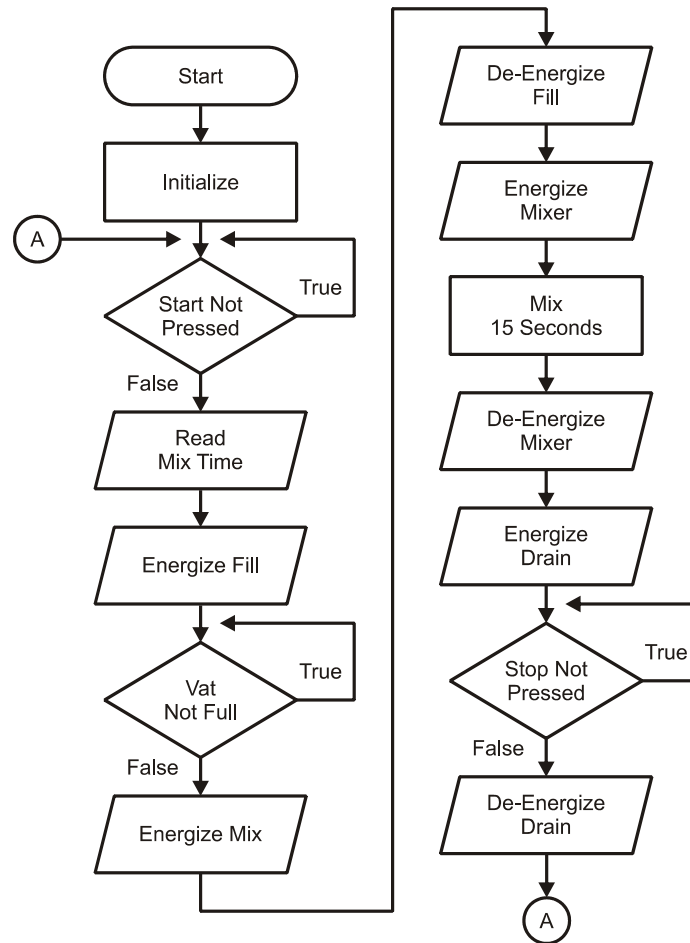 Start
Initialize
A
True
Start Not
Pressed
False
Read
Mix Time
Energize Fill
True
Vat
Not Full
False
Energize Mix
De-Energize
Fill
Energize
Mixer
Mix
15 Seconds
De-Energize
Mixer
Energize
Drain
True
Stop Not
Pressed
False
De-Energize
Drain
A